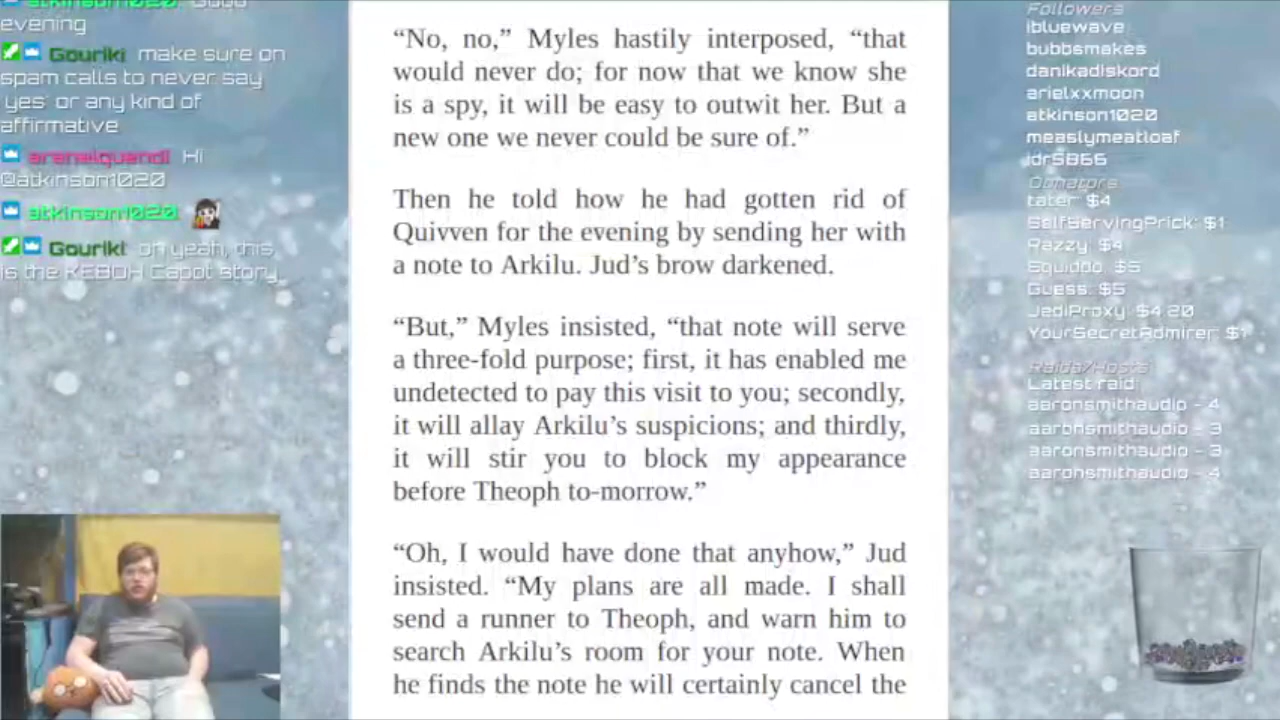 atkinson1020: Good
evening
Gouriki: make sure on
spam calls to never say
'yes' or any kind of
affirmative
aranelquendi: Hi
@atkinson1020
atkinson1020:
Gouriki: oh yeah, this
is the Cabot story
“No, no,” Myles hastily interposed, “that
would never do; for now that we know she
is a spy, it will be easy to outwit her. But a
new one we never could be sure of.”
Then he told how he had gotten rid of
Quivven for the evening by sending her with
a note to Arkilu. Jud’s brow darkened.
“But,” Myles insisted, “that note will serve
a three-fold purpose; first, it has enabled me
undetected to pay this visit to you; secondly,
it will allay Arkilu’s suspicions; and thirdly,
it will stir you to block my appearance
before Theoph to-morrow.”
“Oh, I would have done that anyhow,” Jud
insisted. “My plans are all made. I shall
send a runner to Theoph, and warn him to
search Arkilu’s room for your note. When
he finds the note he will certainly cancel the
Followers
ibluewave
bubbsmakes
danikadiskord
arielxxmoon
atkinson1020
measlymeatloaf
idr5866
Donators
tater: $4
SelfServingPrick: $1
Razzy: $4
Equidoo: $5
Guess: $5
JediProxy: $4.20
YourSecretAdmirer: $1
Raids/Hosts
Latest raid:
aaronsmithaudio - 4
aaronsmithaudio - 3
aaronsmithaudio - 3
aaronsmithaudio - 4